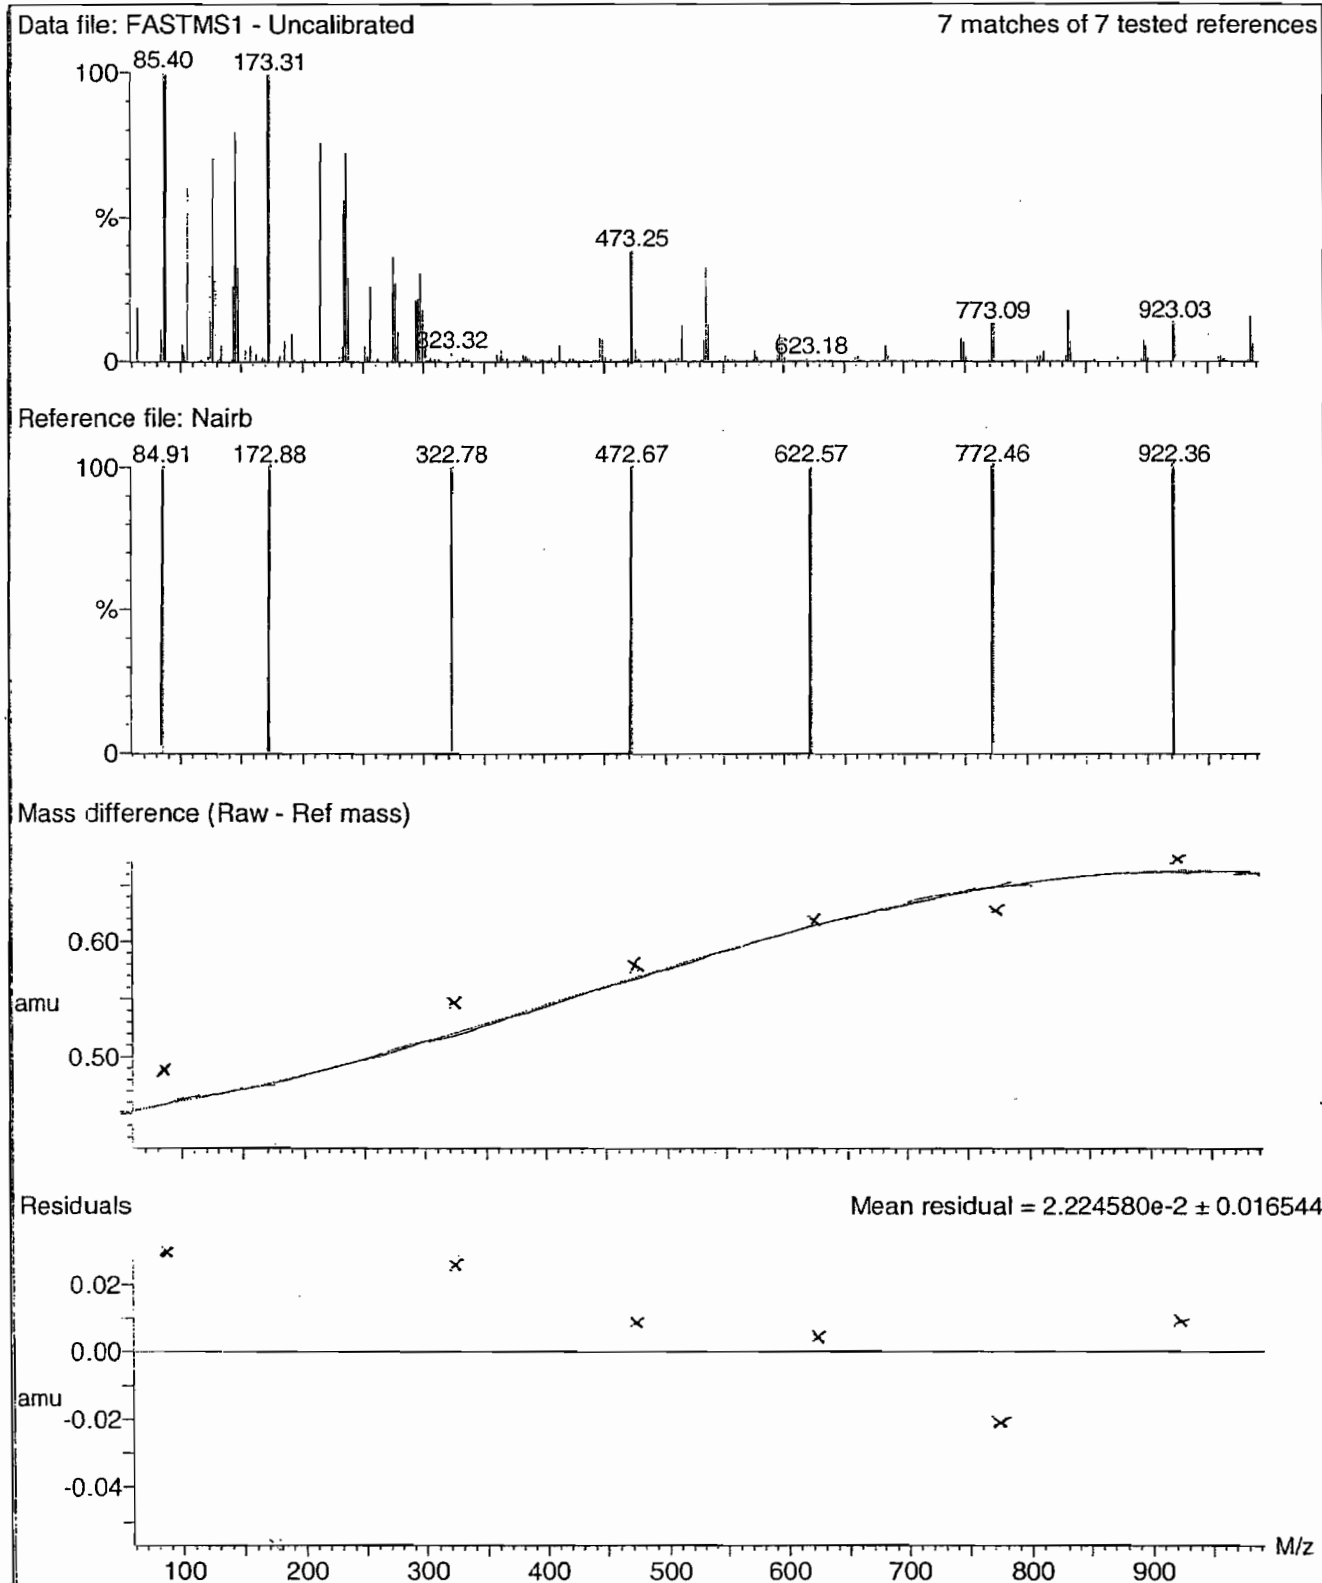 Data file: FASTMS1 - Uncalibrated 7 matches of 7 tested references
85.40 173.31
100
%
473.25
773.09 923.03
323.32 623.18
0
Reference file: Nairb
84.91 172.88 322.78 472.67 622.57 772.46 922.36
100
%
0
Mass difference (Raw - Ref mass)
0.60
amu
0.50
Residuals Mean residual = 2.224580e-2 ± 0.016544
0.02
0.00
amu
-0.02
-0.04
M/z
100 200 300 400 500 600 700 800 900